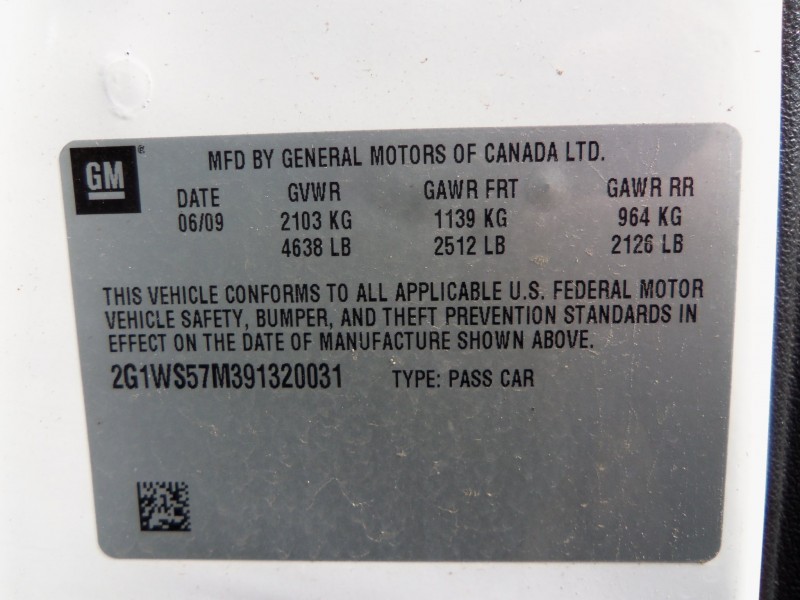 GM®
MFD BY GENERAL MOTORS OF CANADA LTD.
DATE GVWR GAWR FRT GAWR RR
06/09 2103 KG 1139 KG 964 KG
4638 LB 2512 LB 2126 LB
THIS VEHICLE CONFORMS TO ALL APPLICABLE U.S. FEDERAL MOTOR
VEHICLE SAFETY, BUMPER, AND THEFT PREVENTION STANDARDS IN
EFFECT ON THE DATE OF MANUFACTURE SHOWN ABOVE.
2G1WS57M391320031 TYPE: PASS CAR